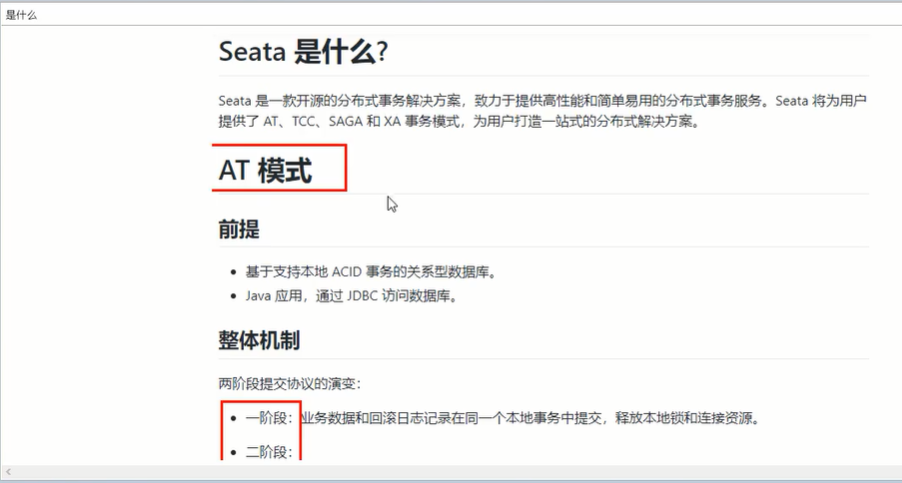 是什么
Seata 是什么?
Seata 是一款开源的分布式事务解决方案，致力于提供高性能和简单易用的分布式事务服务。Seata 将为用户
提供了 AT、TCC、SAGA 和 XA 事务模式，为用户打造一站式的分布式解决方案。
AT 模式
前提
• 基于支持本地 ACID 事务的关系型数据库。
• Java 应用，通过 JDBC 访问数据库。
整体机制
两阶段提交协议的演变：
• 一阶段：业务数据和回滚日志记录在同一个本地事务中提交，释放本地锁和连接资源。
• 二阶段：